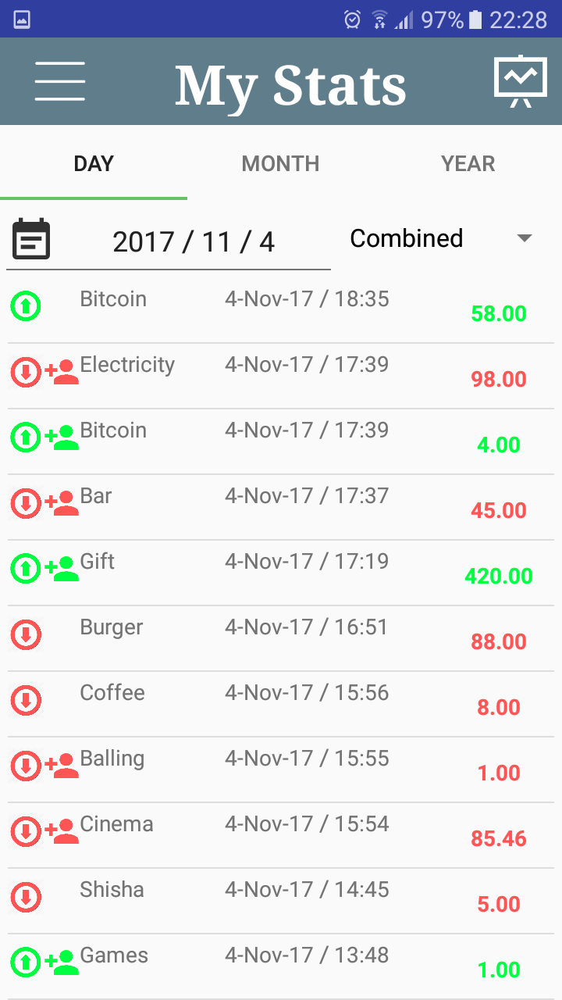 97% 22:28
My Stats
DAY MONTH YEAR
2017 / 11 / 4 Combined
Bitcoin 4-Nov-17 / 18:35 58.00
Electricity 4-Nov-17 / 17:39 98.00
Bitcoin 4-Nov-17 / 17:39 4.00
Bar 4-Nov-17 / 17:37 45.00
Gift 4-Nov-17 / 17:19 420.00
Burger 4-Nov-17 / 16:51 88.00
Coffee 4-Nov-17 / 15:56 8.00
Balling 4-Nov-17 / 15:55 1.00
Cinema 4-Nov-17 / 15:54 85.46
Shisha 4-Nov-17 / 14:45 5.00
Games 4-Nov-17 / 13:48 1.00